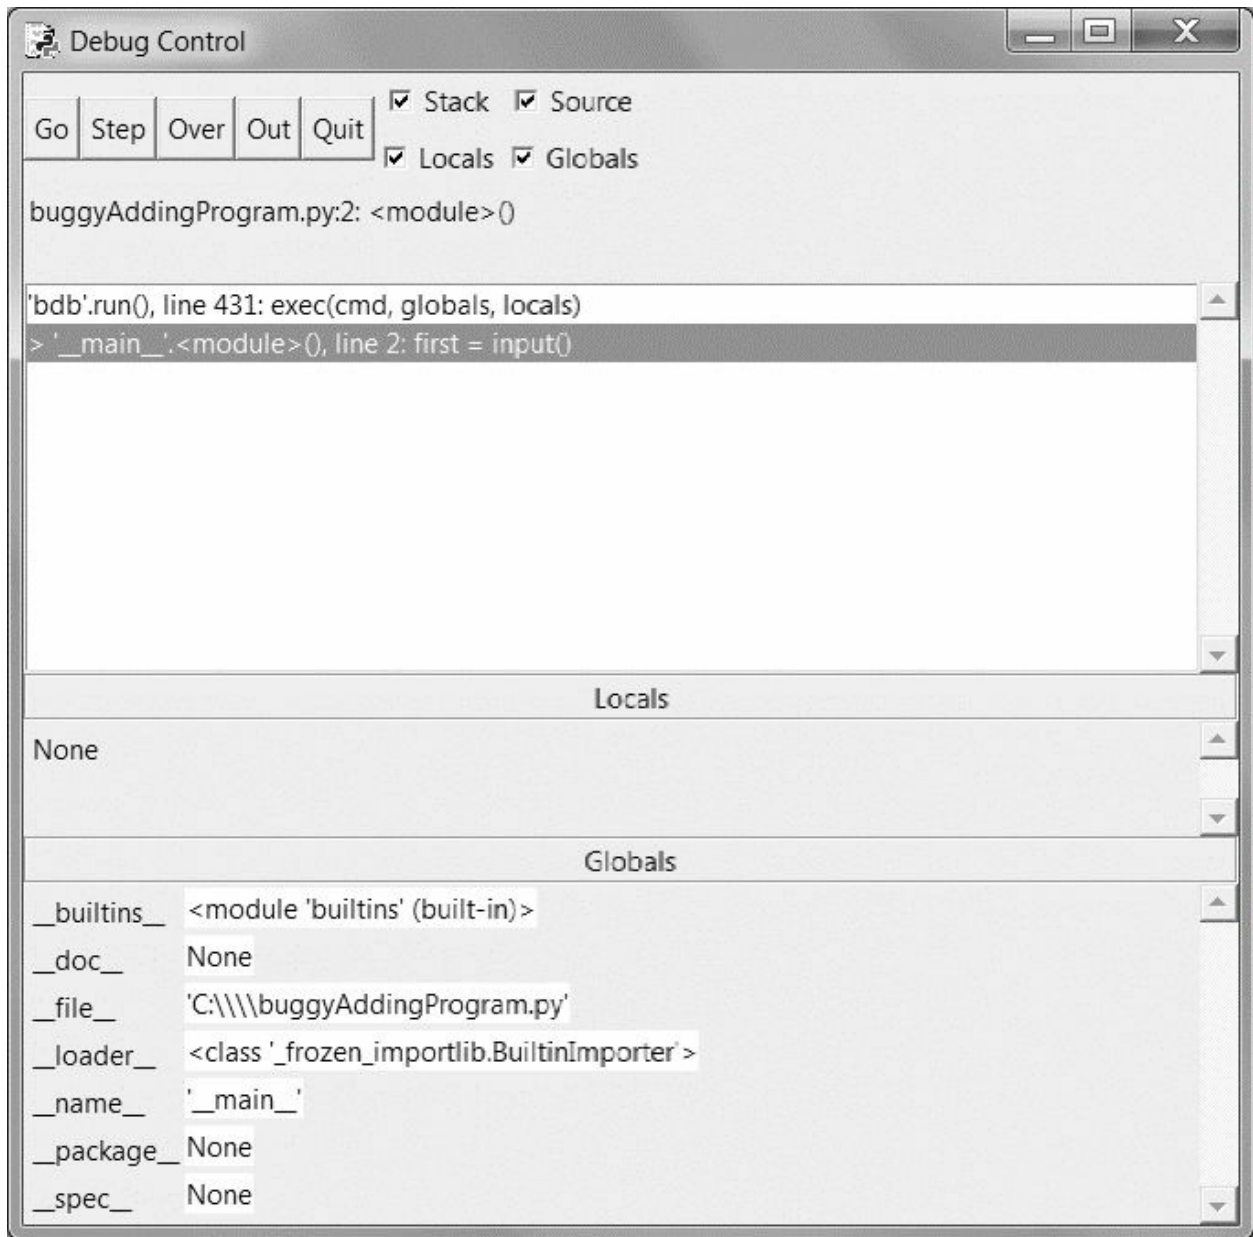 Debug Control
Go Step Over Out Quit
Stack Source
Locals Globals
buggyAddingProgram.py:2: <module>()
'bdb'.run(), line 431: exec(cmd, globals, locals)
> '__main__'.<module>(), line 2: first = input()
Locals
None
Globals
__builtins__ <module 'builtins' (built-in)>
__doc__ None
__file__ 'C:\\\\buggyAddingProgram.py'
__loader__ <class '_frozen_importlib.BuiltinImporter'>
__name__ '__main__'
__package__ None
__spec__ None